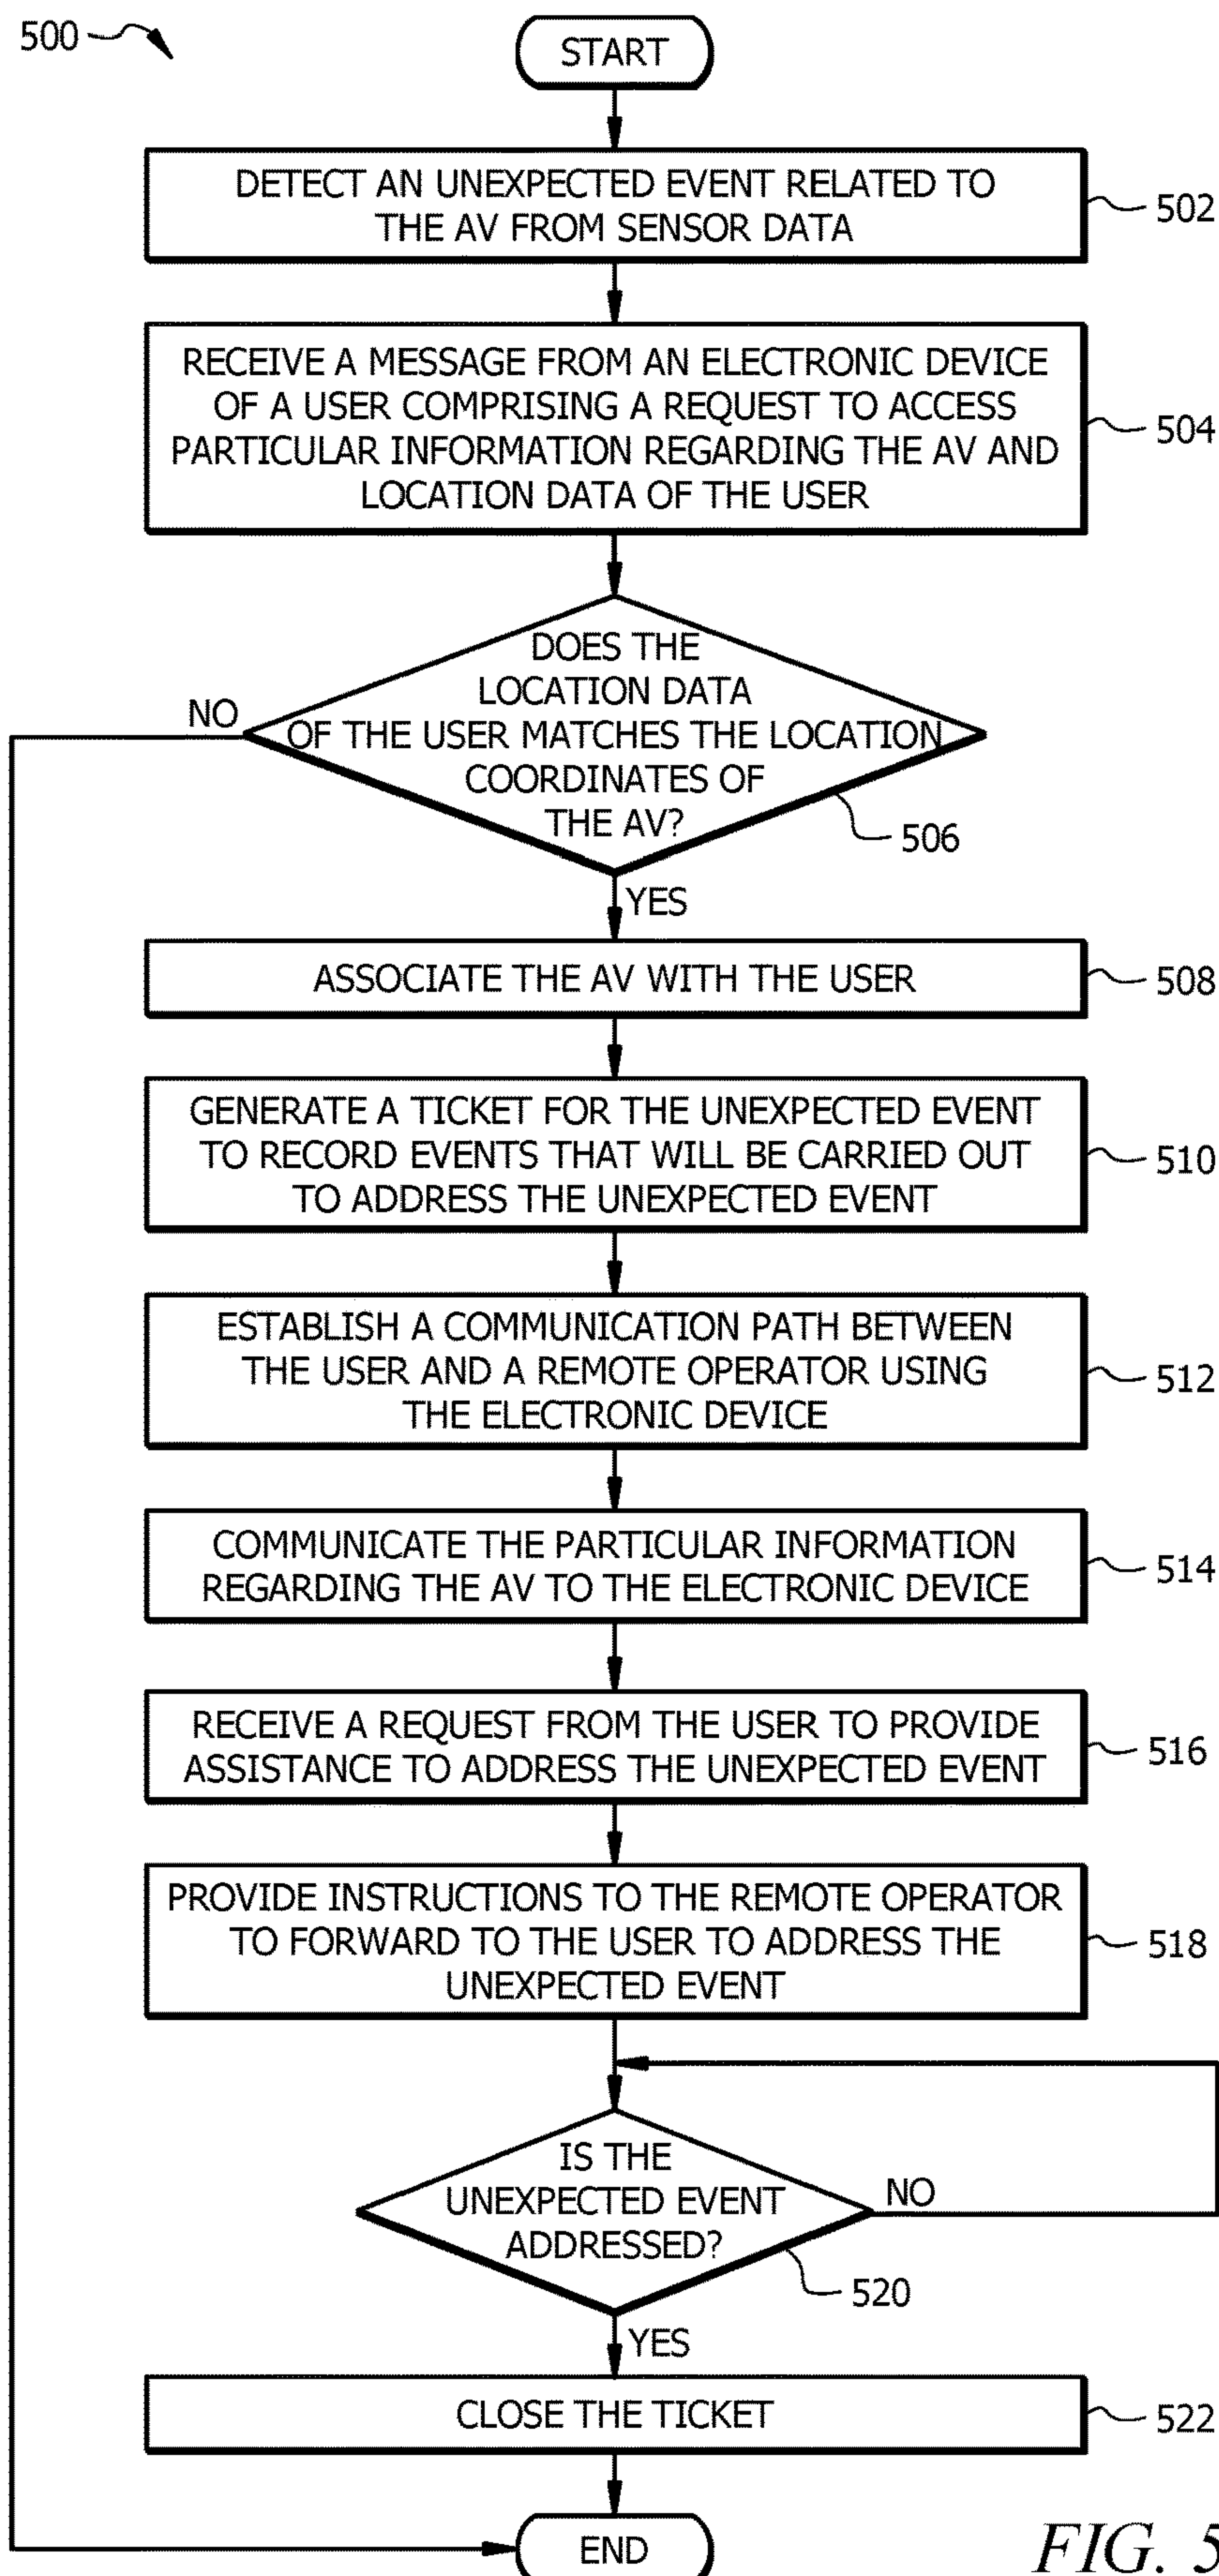 500
START
DETECT AN UNEXPECTED EVENT RELATED TO
THE AV FROM SENSOR DATA
502
RECEIVE A MESSAGE FROM AN ELECTRONIC DEVICE
OF A USER COMPRISING A REQUEST TO ACCESS
PARTICULAR INFORMATION REGARDING THE AV AND
LOCATION DATA OF THE USER
504
DOES THE
LOCATION DATA
OF THE USER MATCHES THE LOCATION
COORDINATES OF
THE AV?
NO
506
YES
ASSOCIATE THE AV WITH THE USER
508
GENERATE A TICKET FOR THE UNEXPECTED EVENT
TO RECORD EVENTS THAT WILL BE CARRIED OUT
TO ADDRESS THE UNEXPECTED EVENT
510
ESTABLISH A COMMUNICATION PATH BETWEEN
THE USER AND A REMOTE OPERATOR USING
THE ELECTRONIC DEVICE
512
COMMUNICATE THE PARTICULAR INFORMATION
REGARDING THE AV TO THE ELECTRONIC DEVICE
514
RECEIVE A REQUEST FROM THE USER TO PROVIDE
ASSISTANCE TO ADDRESS THE UNEXPECTED EVENT
516
PROVIDE INSTRUCTIONS TO THE REMOTE OPERATOR
TO FORWARD TO THE USER TO ADDRESS THE
UNEXPECTED EVENT
518
IS THE
UNEXPECTED EVENT
ADDRESSED?
NO
520
YES
CLOSE THE TICKET
522
END
FIG. 5